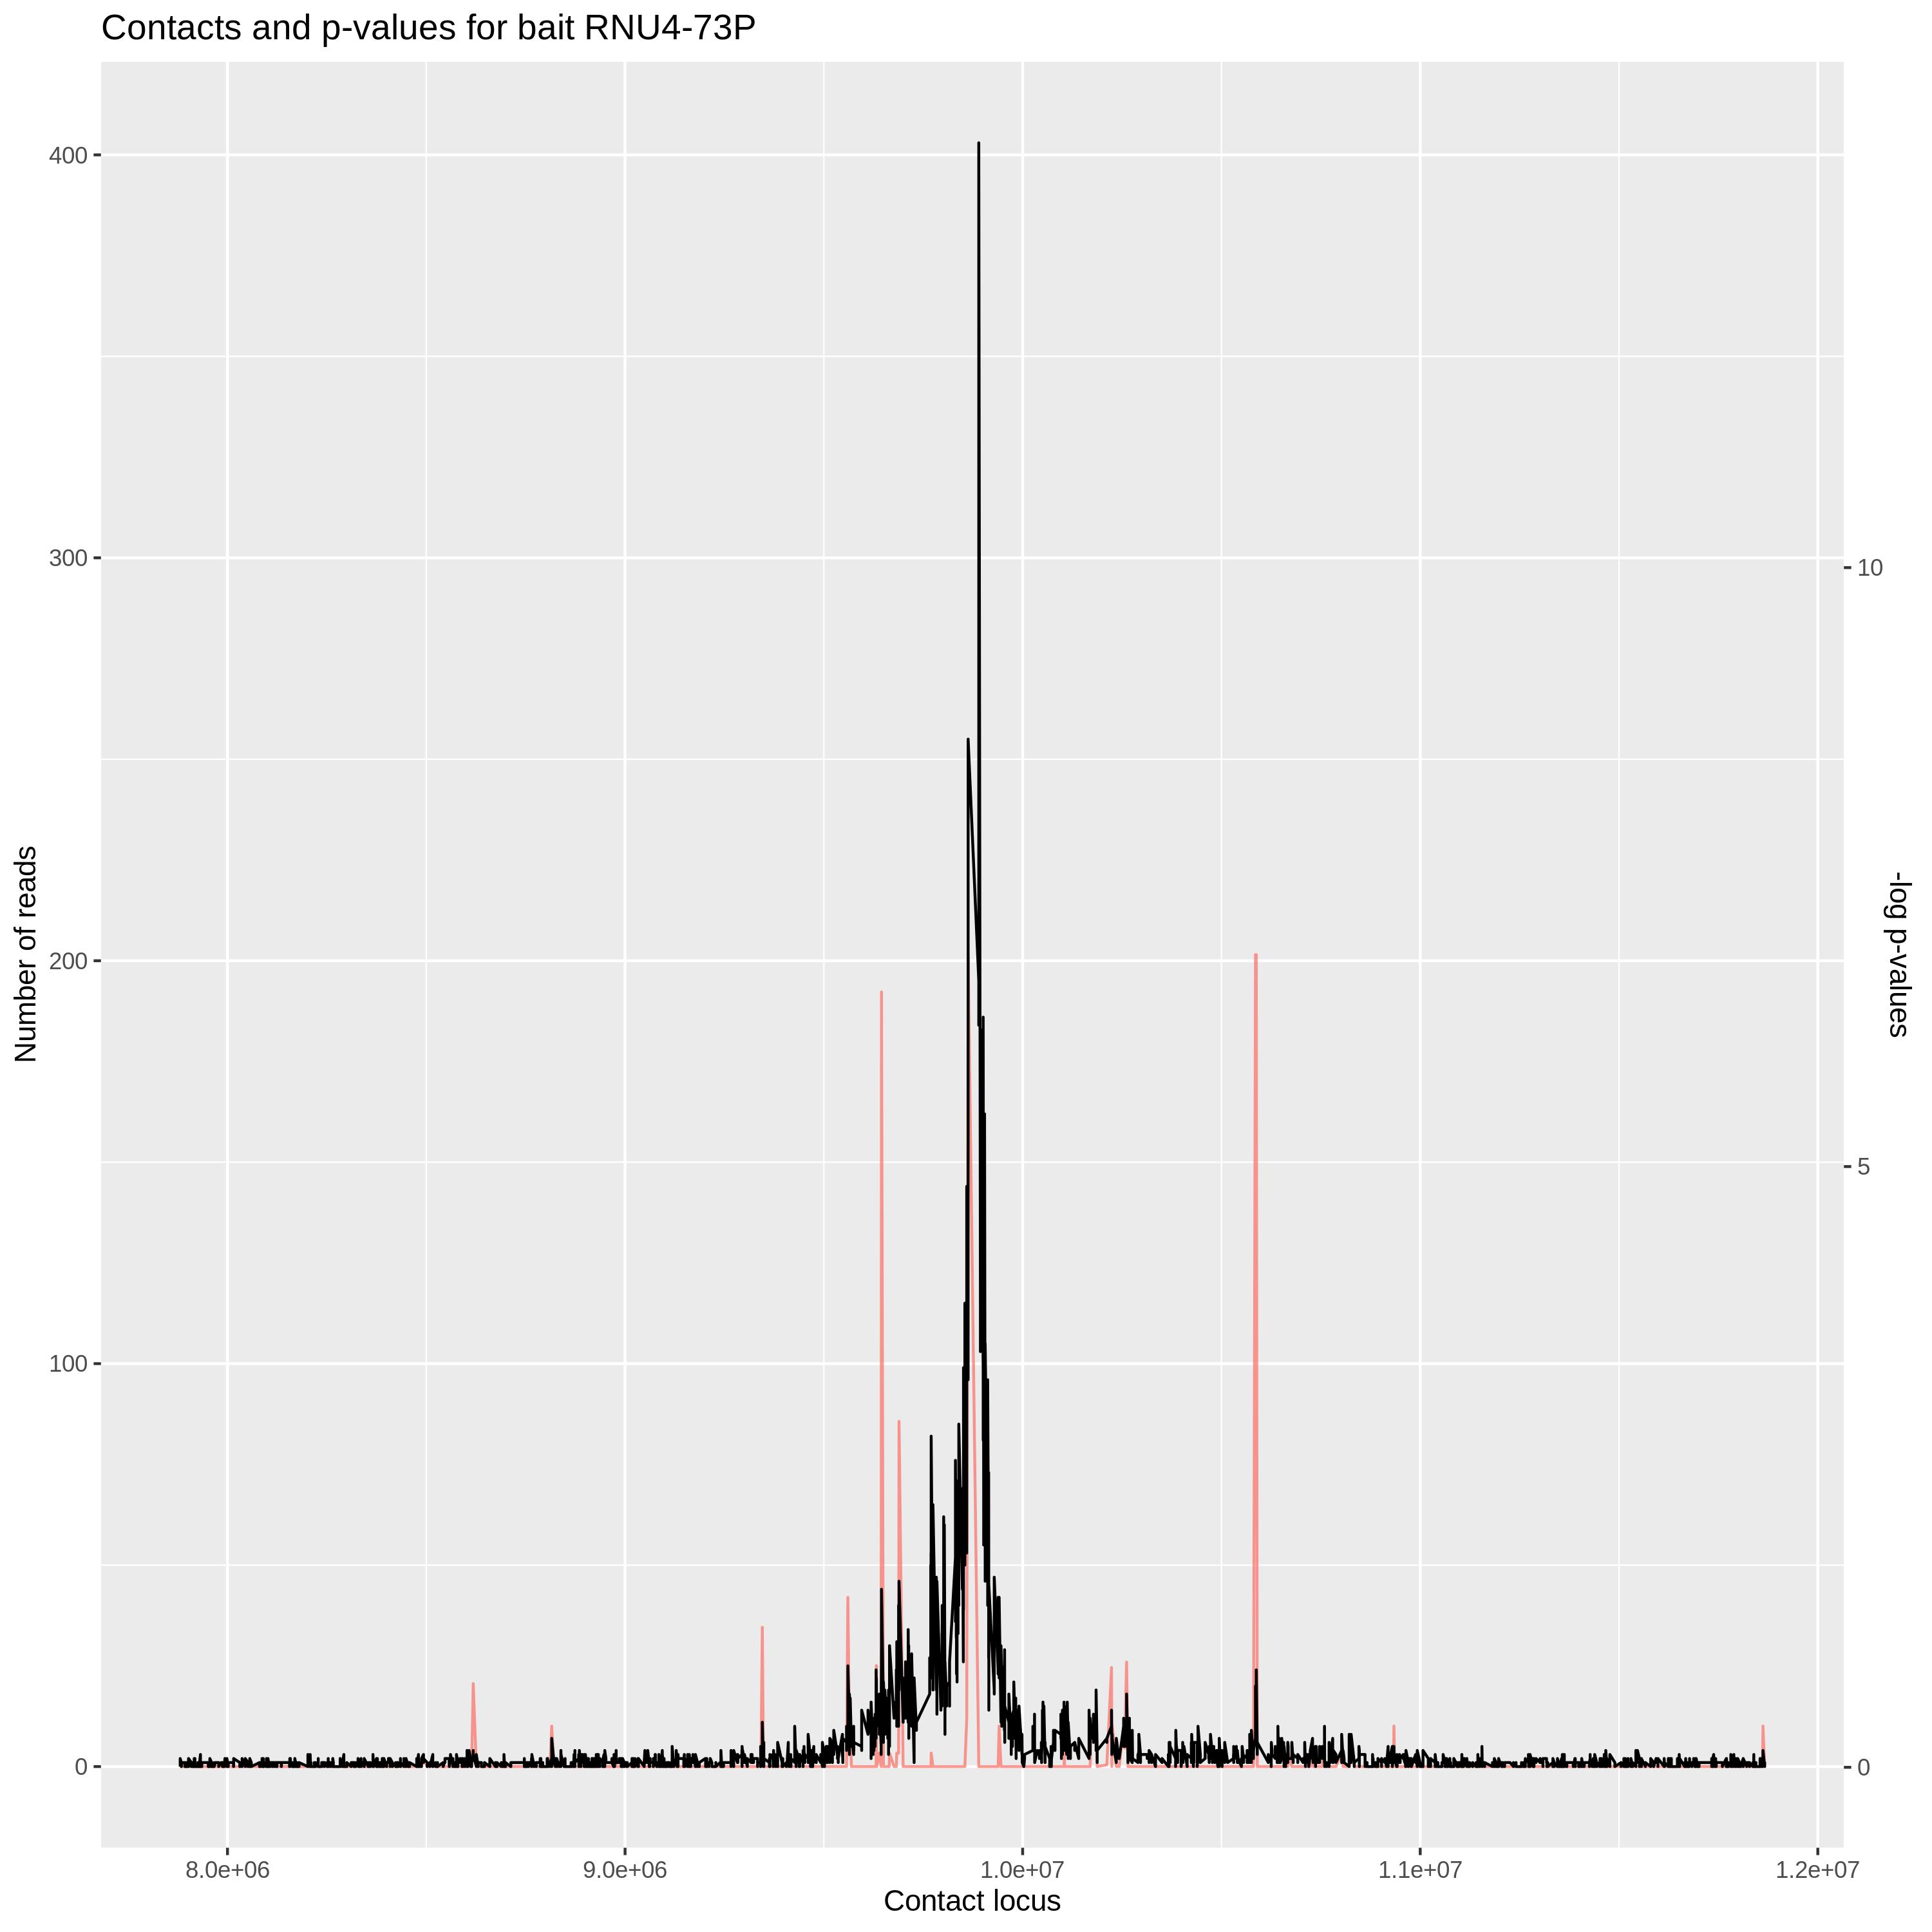 Contacts and p-values for bait RNU4-73P
400
300
200
100
0
Number of reads
10
5
0
-log p-values
8.0e+06
9.0e+06
1.0e+07
1.1e+07
1.2e+07
Contact locus